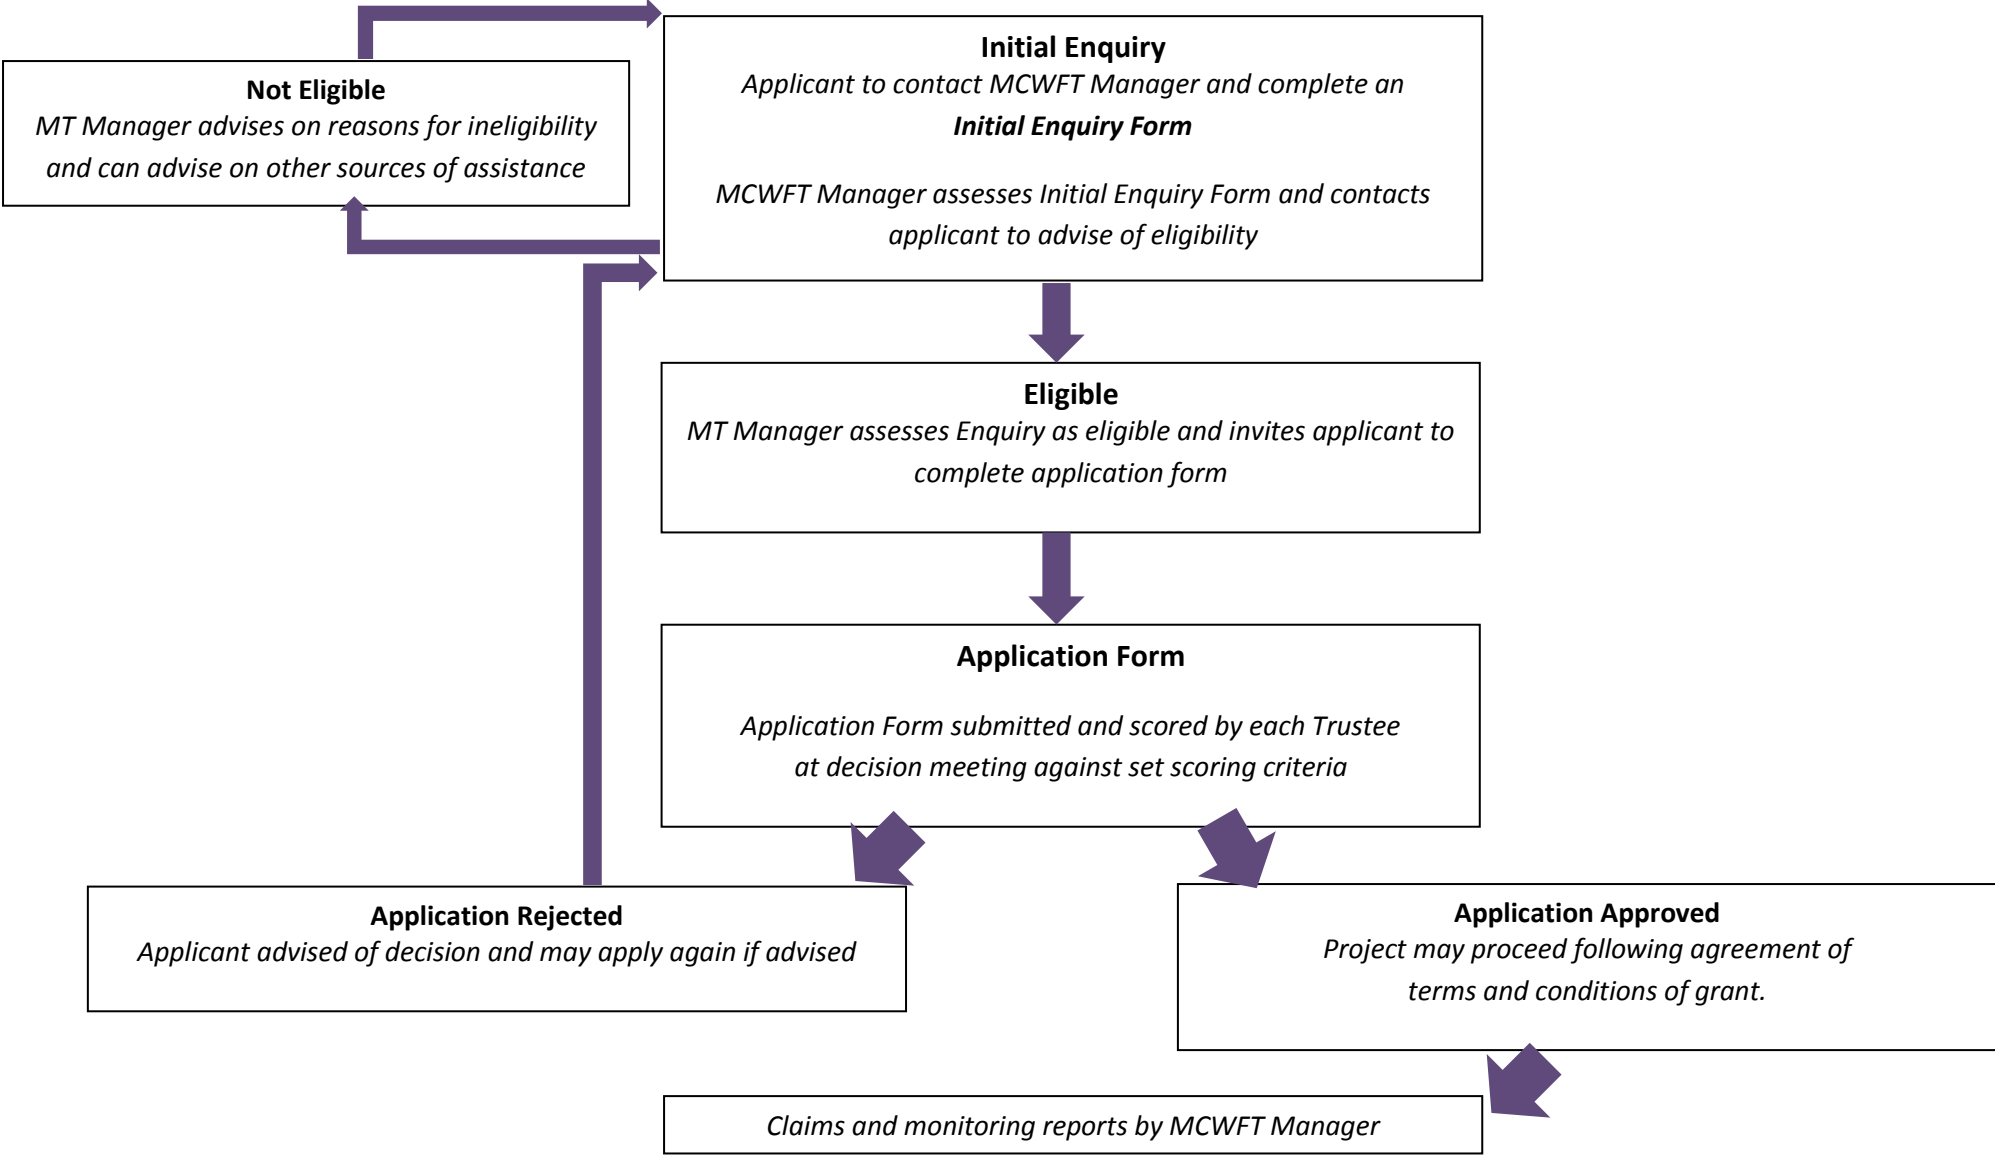 Initial Enquiry
Applicant to contact MCWFT Manager and complete an
Initial Enquiry Form
MCWFT Manager assesses Initial Enquiry Form and contacts
applicant to advise of eligibility
Not Eligible
MT Manager advises on reasons for ineligibility
and can advise on other sources of assistance
Eligible
MT Manager assesses Enquiry as eligible and invites applicant to
complete application form
Application Form
Application Form submitted and scored by each Trustee
at decision meeting against set scoring criteria
Application Rejected
Applicant advised of decision and may apply again if advised
Application Approved
Project may proceed following agreement of
terms and conditions of grant.
Claims and monitoring reports by MCWFT Manager